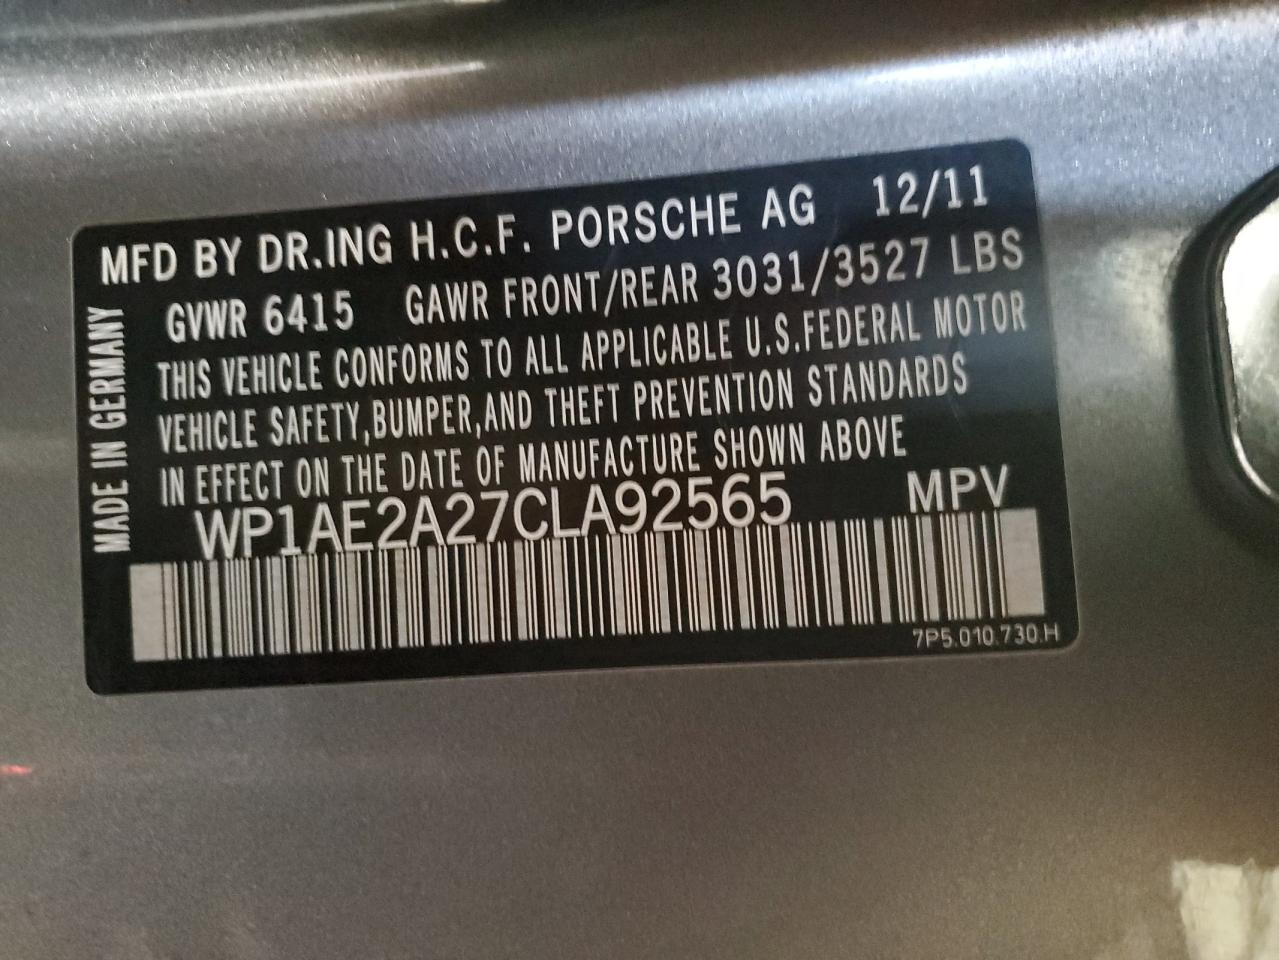 MFD BY DR.ING H.C.F. PORSCHE AG 12/11
GVWR 6415 GAWR FRONT/REAR 3031/3527 LBS
THIS VEHICLE CONFORMS TO ALL APPLICABLE U.S.FEDERAL MOTOR
VEHICLE SAFETY,BUMPER,AND THEFT PREVENTION STANDARDS
IN EFFECT ON THE DATE OF MANUFACTURE SHOWN ABOVE
WP1AE2A27CLA92565 MPV
7P5.010.730.H
MADE IN GERMANY